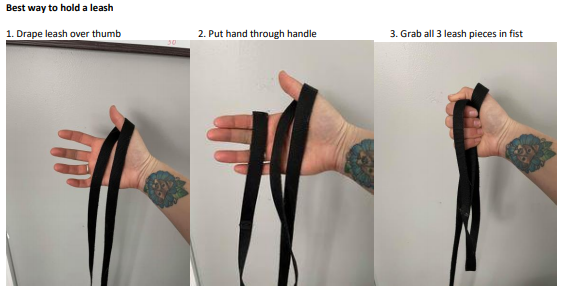 Best way to hold a leash
1. Drape leash over thumb
2. Put hand through handle
3. Grab all 3 leash pieces in fist